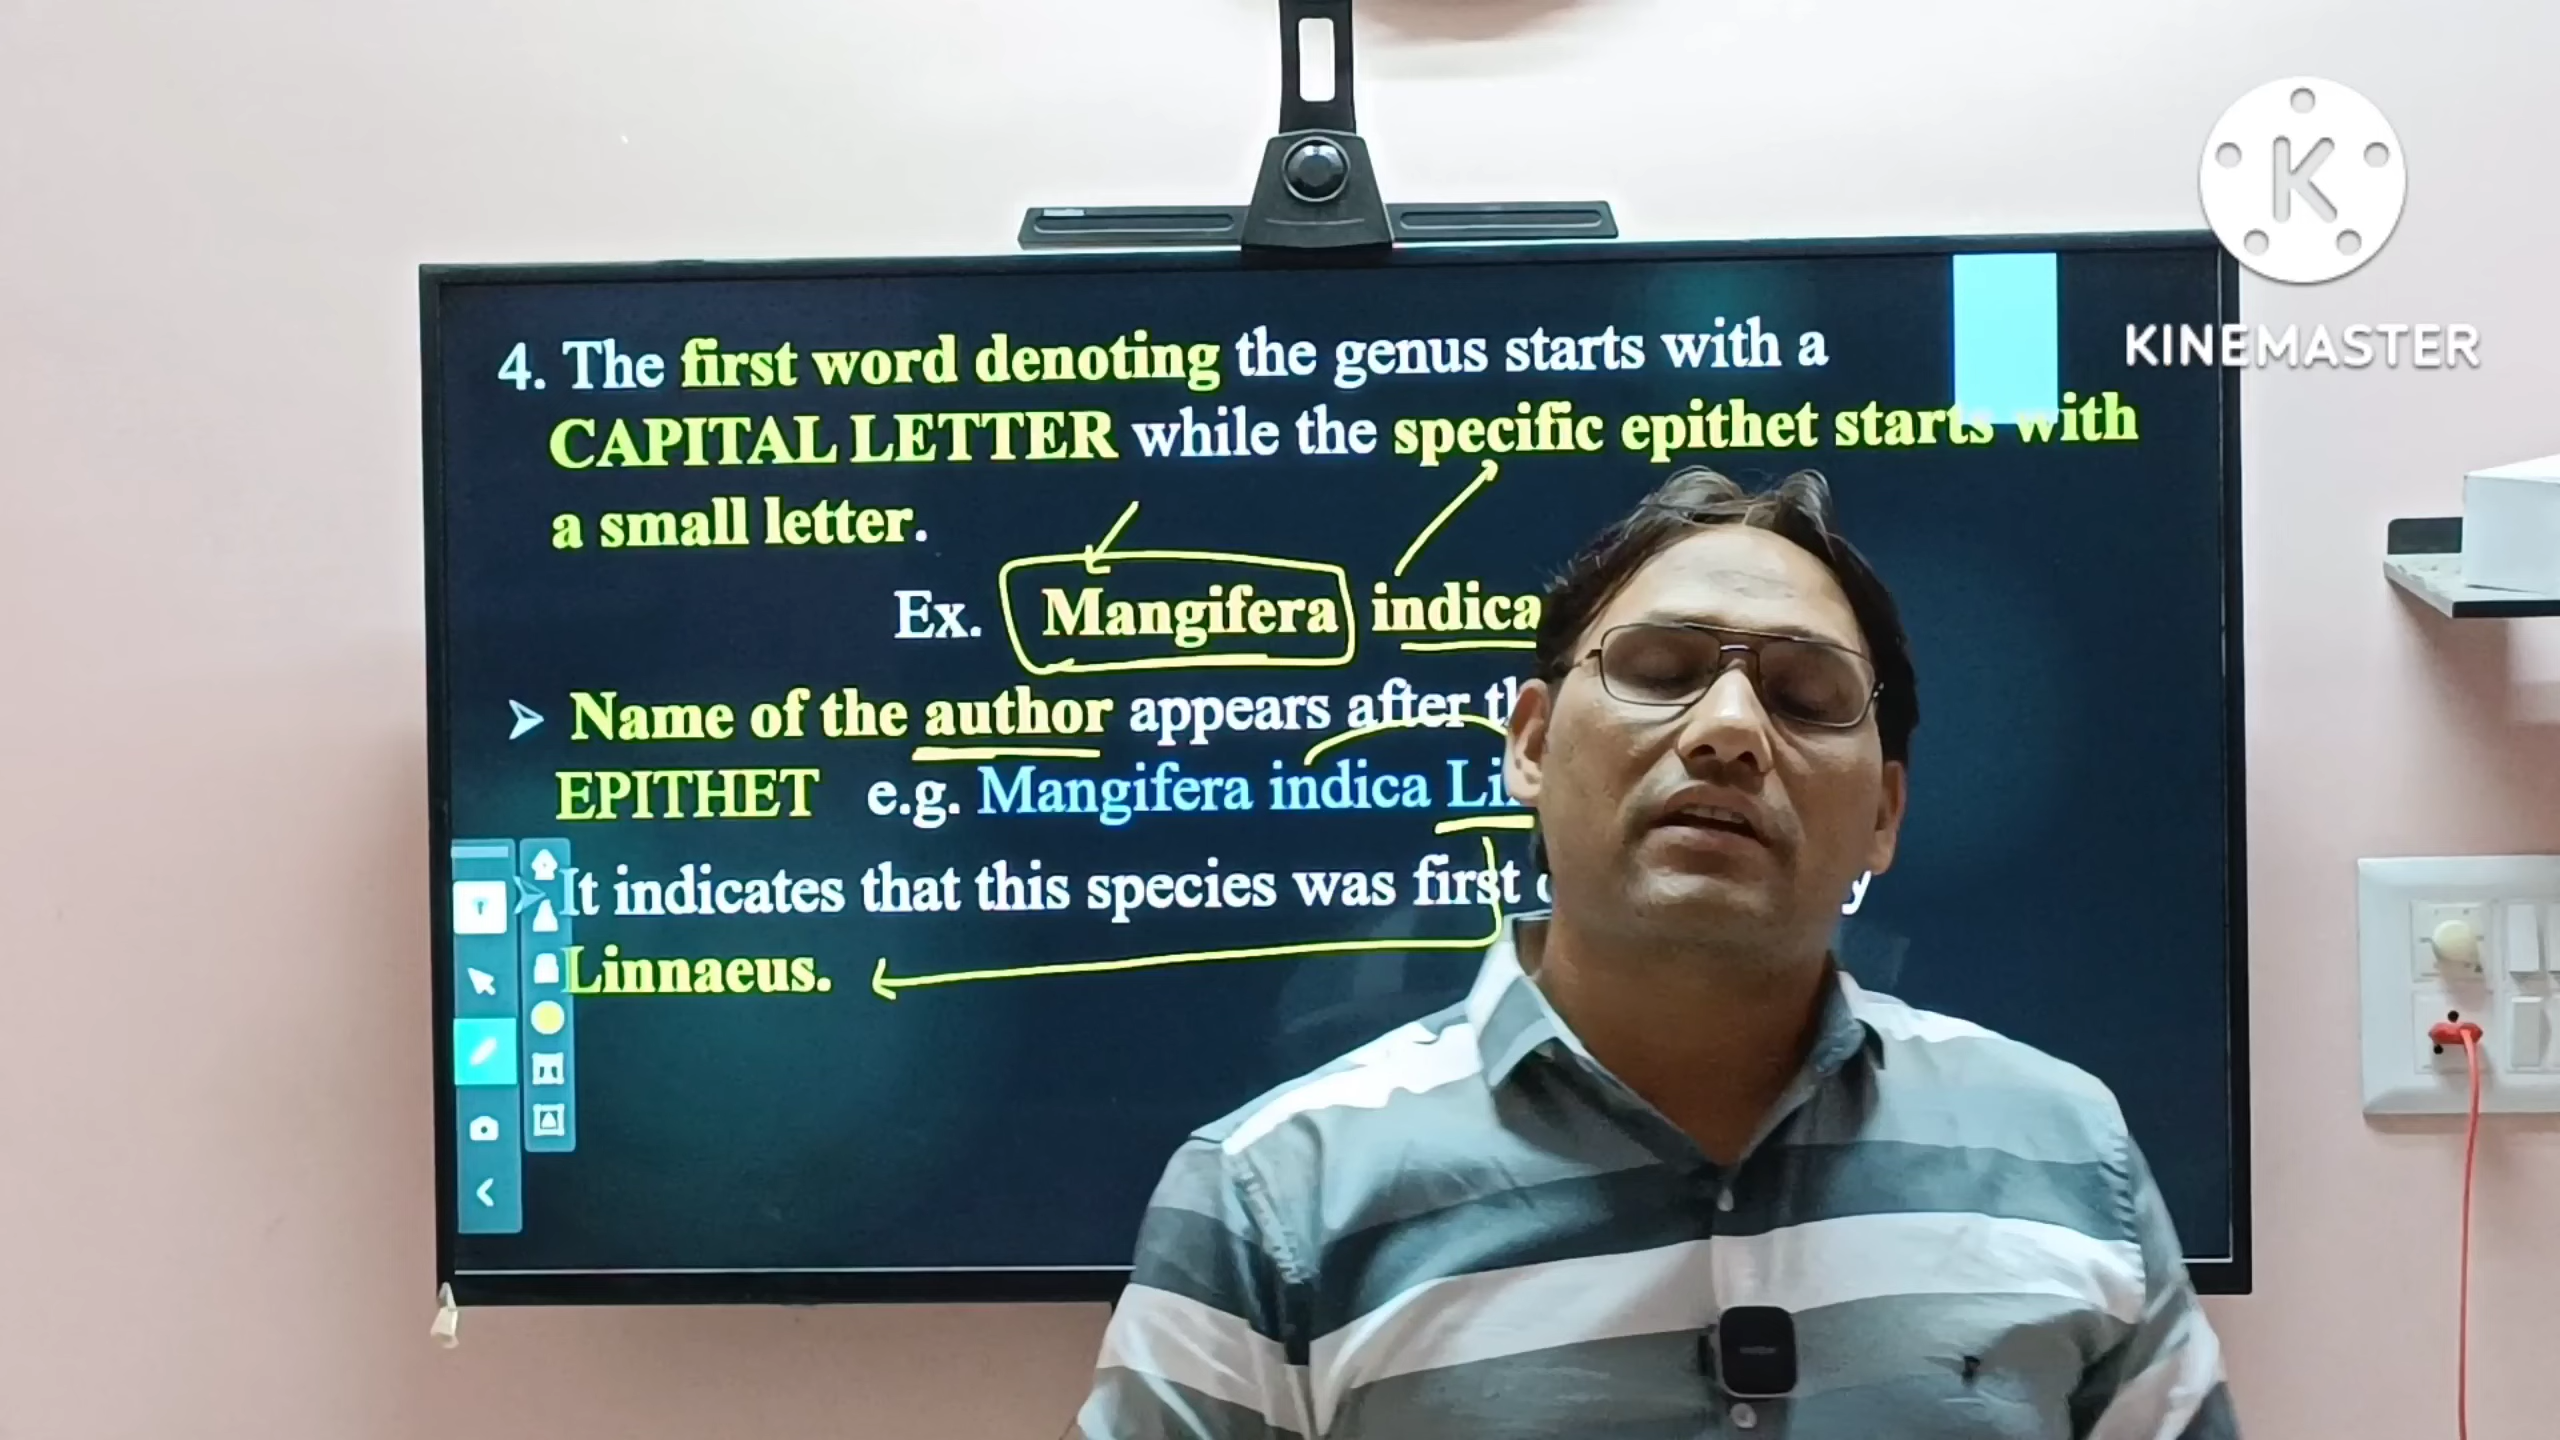 KINEMASTER
4. The first word denoting the genus starts with a
CAPITAL LETTER while the specific epithet starts with
a small letter.
Ex. Mangifera indica
➢ Name of the author appears after
EPITHET e.g. Mangifera indica
➢ It indicates that this species was first
Linnaeus.